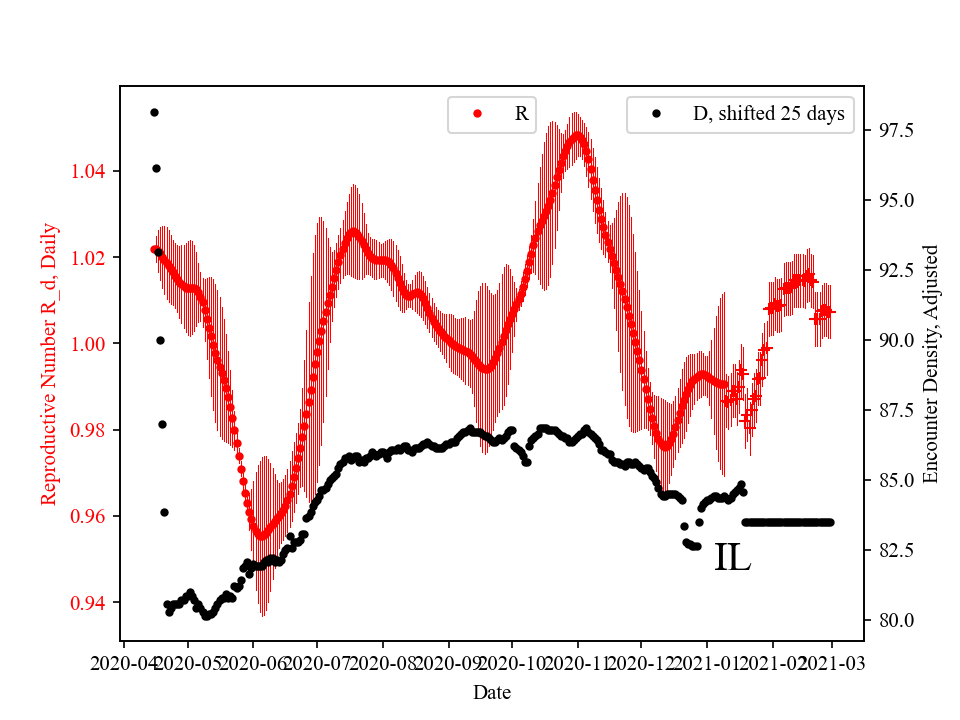 R
D, shifted 25 days
1.04
1.02
1.00
0.98
0.96
0.94
Reproductive Number R_d, Daily
97.5
95.0
92.5
90.0
87.5
85.0
82.5
80.0
Encounter Density, Adjusted
IL
2020-04 2020-05 2020-06 2020-07 2020-08 2020-09 2020-10 2020-11 2020-12 2021-01 2021-02 2021-03
Date